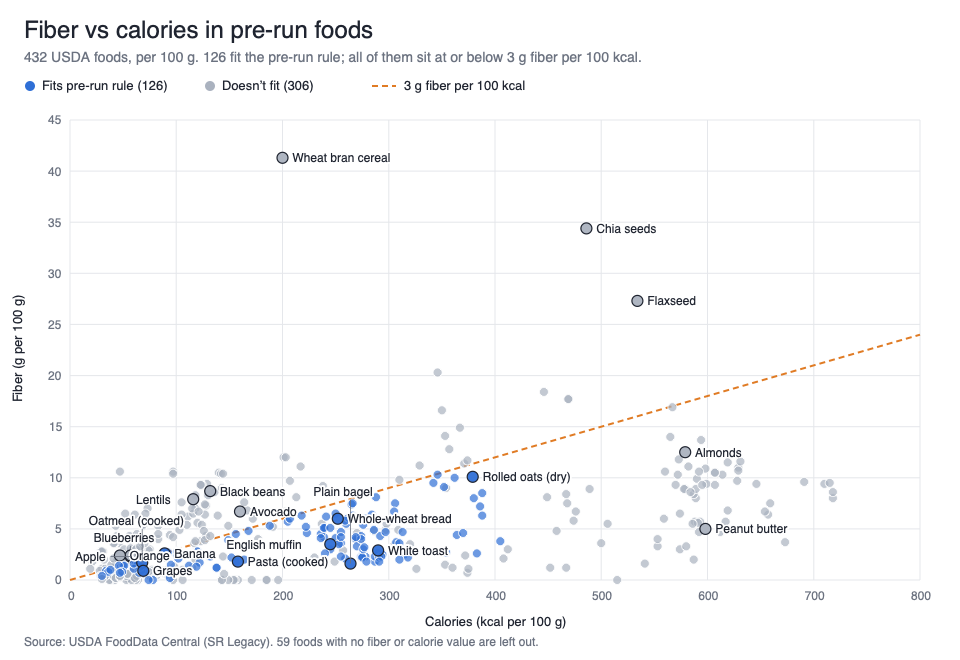 Fiber vs calories in pre-run foods
432 USDA foods, per 100 g. 126 fit the pre-run rule; all of them sit at or below 3 g fiber per 100 kcal.
Fits pre-run rule (126)
Doesn't fit (306)
3 g fiber per 100 kcal
45
40
35
30
25
20
15
10
5
0
Fiber (g per 100 g)
Wheat bran cereal
Chia seeds
Flaxseed
Almonds
Rolled oats (dry)
Plain bagel
Black beans
Lentils
Avocado
Whole-wheat bread
Oatmeal (cooked)
Peanut butter
Blueberries
English muffin
White toast
Apple
Orange
Banana
Pasta (cooked)
Grapes
0
100
200
300
400
500
600
700
800
Calories (kcal per 100 g)
Source: USDA FoodData Central (SR Legacy). 59 foods with no fiber or calorie value are left out.